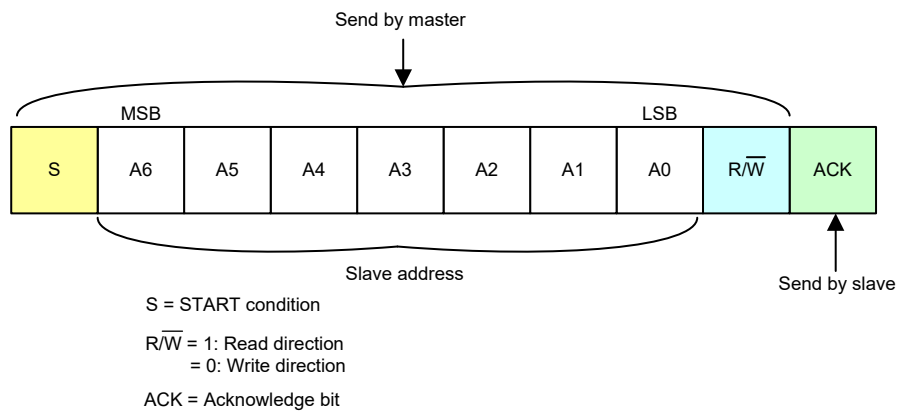 Send by master
MSB LSB
S A6 A5 A4 A3 A2 A1 A0 R/W̅ ACK
Slave address
Send by slave
S = START condition
R/W̅ = 1: Read direction
= 0: Write direction
ACK = Acknowledge bit